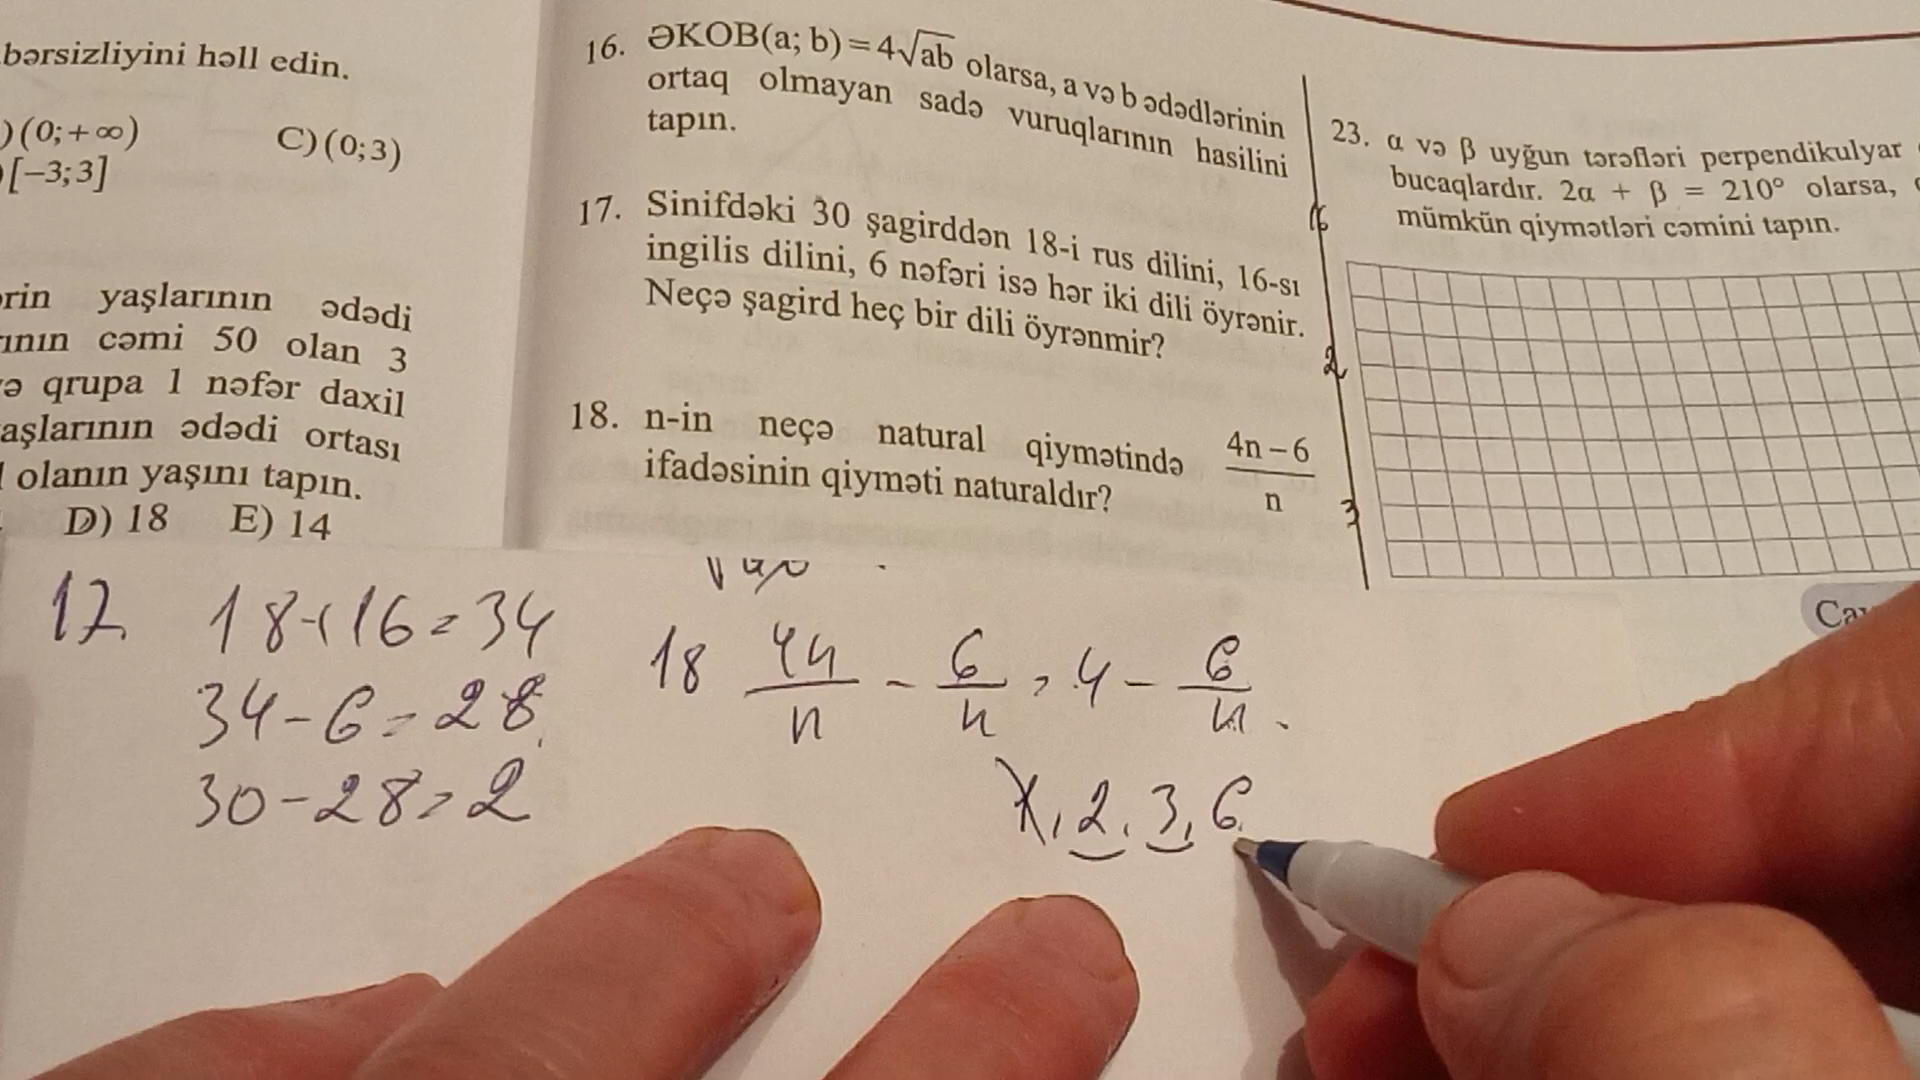 bərsizliyini həll edin.
)(0;+∞) C)(0;3)
[−3;3]
rin yaşlarının ədədi
ının cəmi 50 olan 3
ə qrupa 1 nəfər daxil
aşlarının ədədi ortası
olanın yaşını tapın.
D) 18 E) 14
16. ƏKOB(a; b) = 4√ab olarsa, a və b ədədlərinin
ortaq olmayan sadə vuruqlarının hasilini
tapın.
17. Sinifdəki 30 şagirddən 18-i rus dilini, 16-sı
ingilis dilini, 6 nəfəri isə hər iki dili öyrənir.
Neçə şagird heç bir dili öyrənmir?
18. n-in neçə natural qiymətində 4n − 6 / n
ifadəsinin qiyməti naturaldır?
16
2
3
23. α və β uyğun tərəfləri perpendikulyar
bucaqlardır. 2α + β = 210° olarsa,
mümkün qiymətləri cəmini tapın.
Cav
17. 18+16=34
34-6=28
30-28=2
18 4n/n - 6/n = 4 - 6/n
1, 2, 3, 6